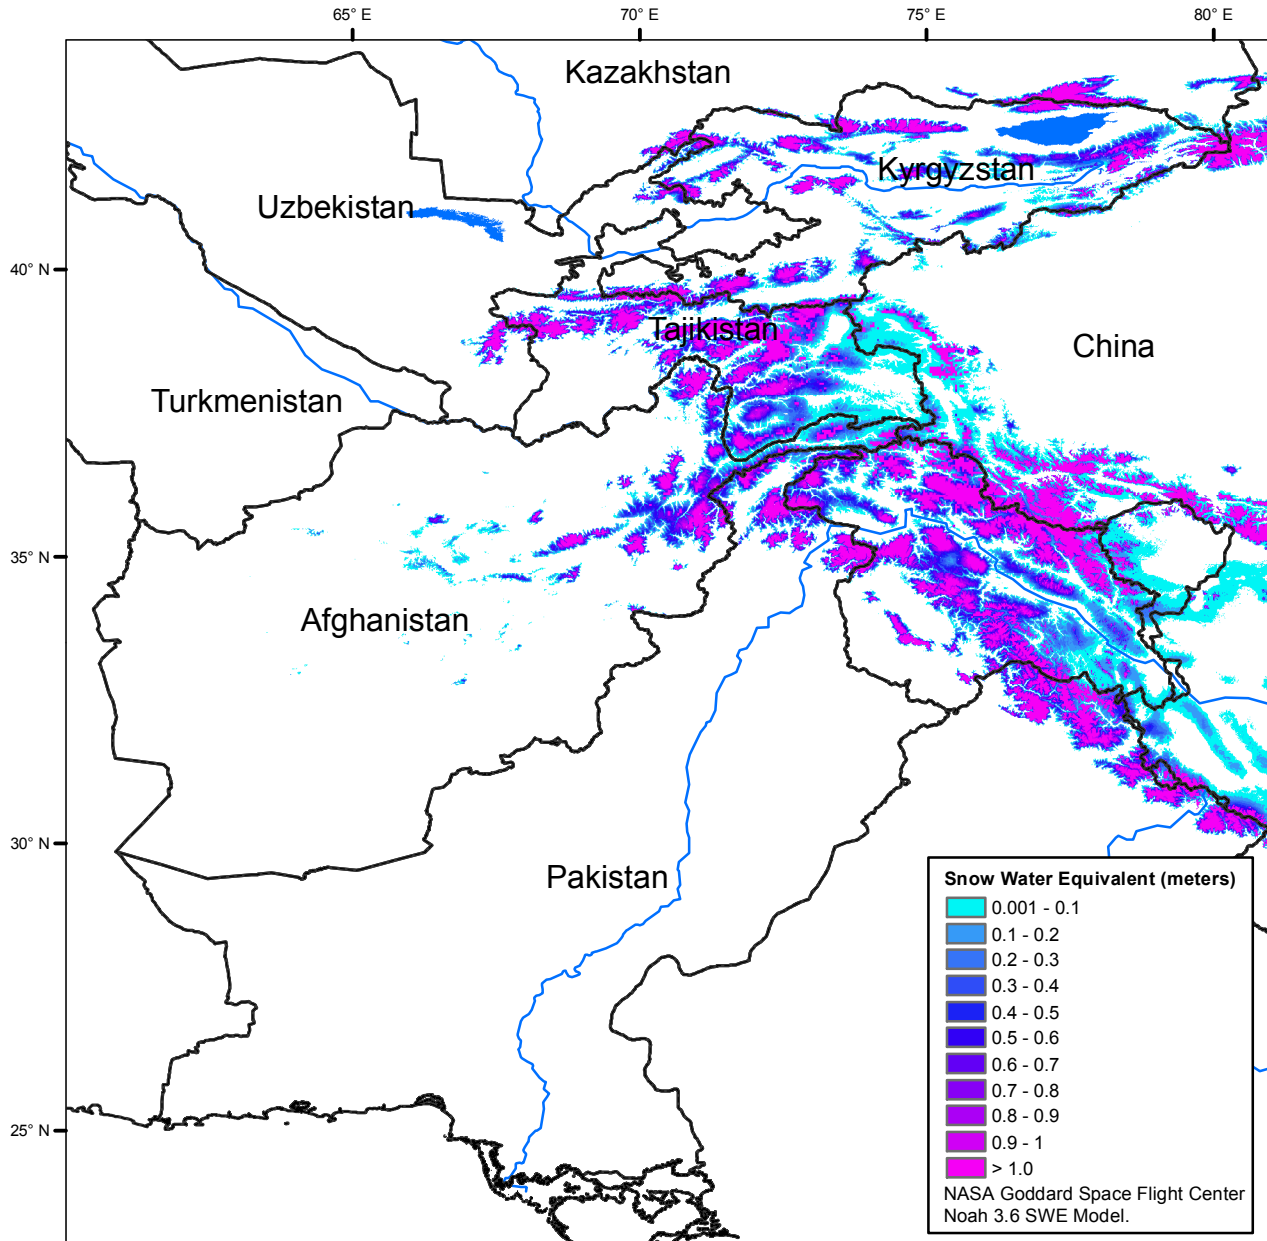 65° E
70° E
75° E
80° E
Kazakhstan
Kyrgyzstan
Uzbekistan
40° N
Tajikistan
China
Turkmenistan
35° N
Afghanistan
30° N
Pakistan
25° N
Snow Water Equivalent (meters)
0.001 - 0.1
0.1 - 0.2
0.2 - 0.3
0.3 - 0.4
0.4 - 0.5
0.5 - 0.6
0.6 - 0.7
0.7 - 0.8
0.8 - 0.9
0.9 - 1
> 1.0
NASA Goddard Space Flight Center
Noah 3.6 SWE Model.